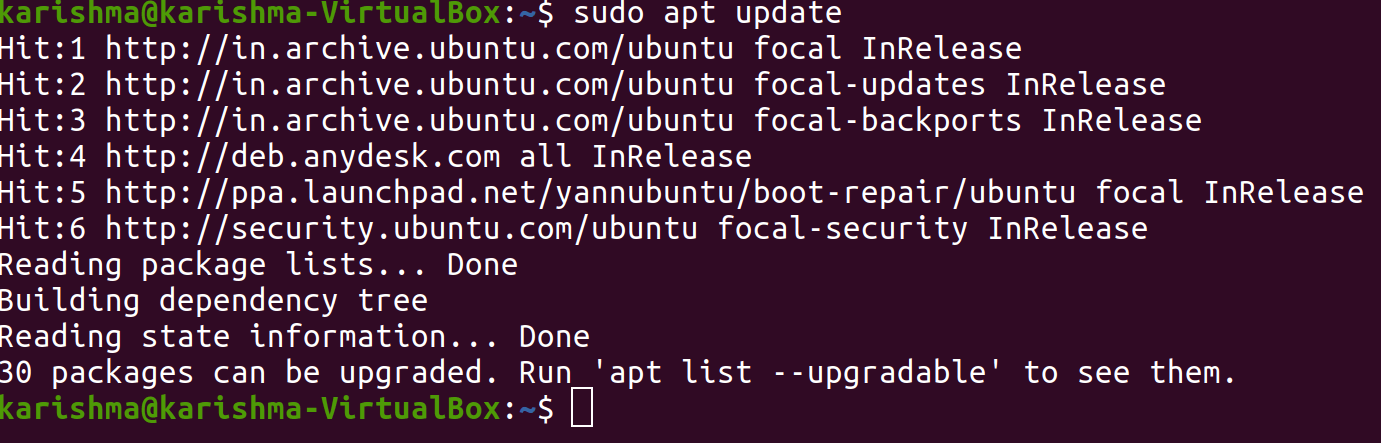 karishma@karishma-VirtualBox:~$ sudo apt update
Hit:1 http://in.archive.ubuntu.com/ubuntu focal InRelease
Hit:2 http://in.archive.ubuntu.com/ubuntu focal-updates InRelease
Hit:3 http://in.archive.ubuntu.com/ubuntu focal-backports InRelease
Hit:4 http://deb.anydesk.com all InRelease
Hit:5 http://ppa.launchpad.net/yannubuntu/boot-repair/ubuntu focal InRelease
Hit:6 http://security.ubuntu.com/ubuntu focal-security InRelease
Reading package lists... Done
Building dependency tree
Reading state information... Done
30 packages can be upgraded. Run 'apt list --upgradable' to see them.
karishma@karishma-VirtualBox:~$